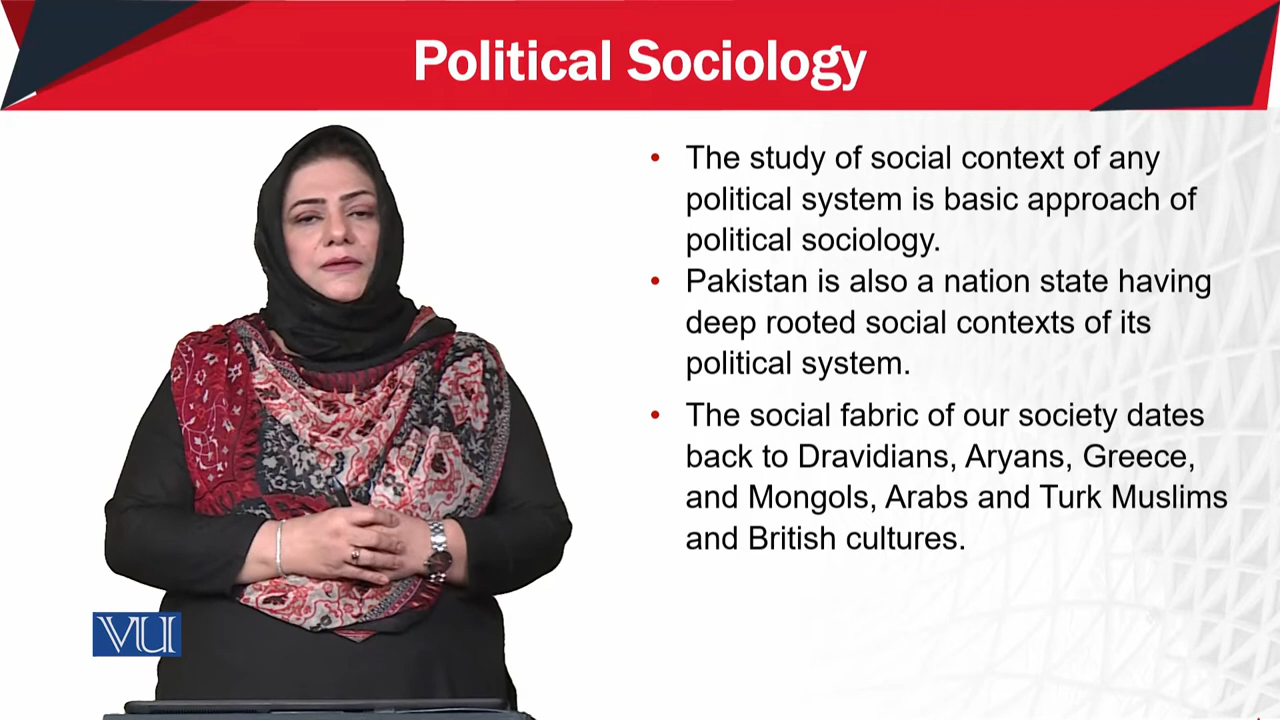 Political Sociology
• The study of social context of any
political system is basic approach of
political sociology.
• Pakistan is also a nation state having
deep rooted social contexts of its
political system.
• The social fabric of our society dates
back to Dravidians, Aryans, Greece,
and Mongols, Arabs and Turk Muslims
and British cultures.
VU